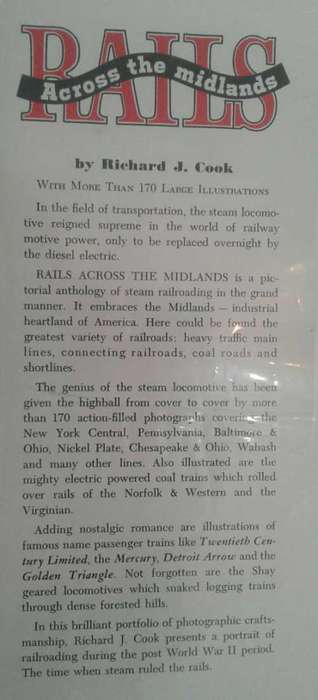 RAILS
Across the midlands
by Richard J. Cook
WITH MORE THAN 170 LARGE ILLUSTRATIONS
In the field of transportation, the steam locomo-
tive reigned supreme in the world of railway
motive power, only to be replaced overnight by
the diesel electric.
RAILS ACROSS THE MIDLANDS is a pic-
torial anthology of steam railroading in the grand
manner. It embraces the Midlands — industrial
heartland of America. Here could be found the
greatest variety of railroads: heavy traffic main
lines, connecting railroads, coal roads and
shortlines.
The genius of the steam locomotive has been
given the highball from cover to cover by more
than 170 action-filled photographs covering the
New York Central, Pennsylvania, Baltimore &
Ohio, Nickel Plate, Chesapeake & Ohio, Wabash
and many other lines. Also illustrated are the
mighty electric powered coal trains which rolled
over rails of the Norfolk & Western and the
Virginian.
Adding nostalgic romance are illustrations of
famous name passenger trains like Twentieth Cen-
tury Limited, the Mercury, Detroit Arrow and the
Golden Triangle. Not forgotten are the Shay
geared locomotives which snaked logging trains
through dense forested hills.
In this brilliant portfolio of photographic crafts-
manship, Richard J. Cook presents a portrait of
railroading during the post World War II period.
The time when steam ruled the rails.